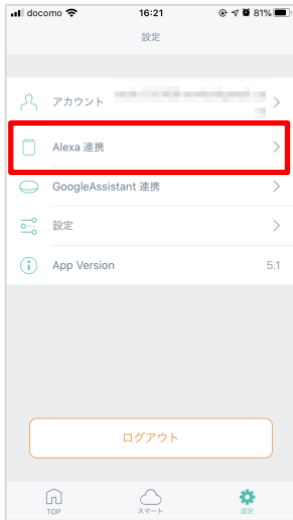 docomo 16:21 81%
設定
アカウント
Alexa 連携
GoogleAssistant 連携
設定
App Version 5.1
ログアウト
TOP スマート 設定